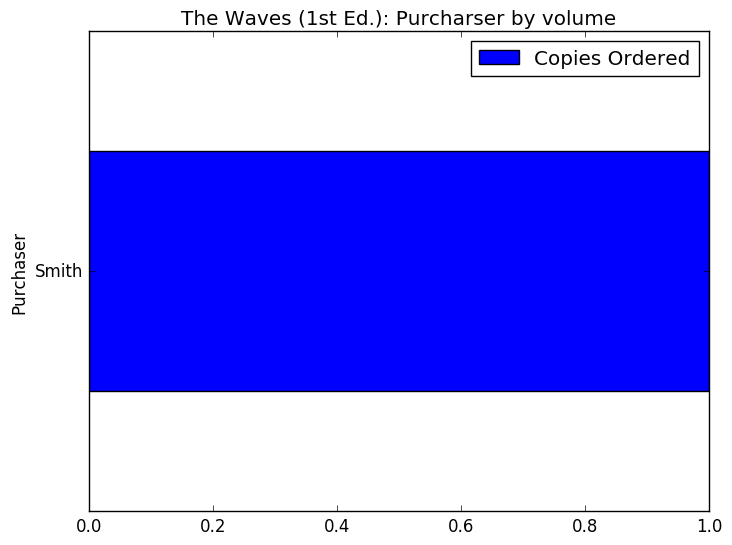 The Waves (1st Ed.): Purcharser by volume
Copies Ordered
Purchaser
Smith
0.0 0.2 0.4 0.6 0.8 1.0